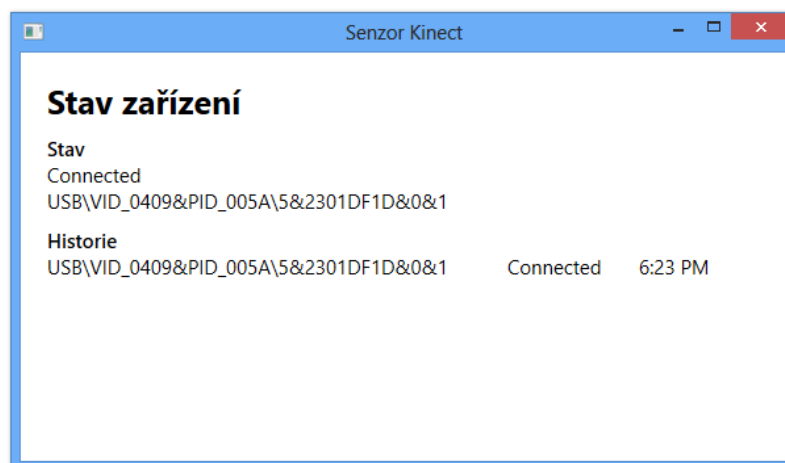 Senzor Kinect
Stav zařízení
Stav
Connected
USB\VID_0409&PID_005A\5&2301DF1D&0&1
Historie
USB\VID_0409&PID_005A\5&2301DF1D&0&1 Connected 6:23 PM